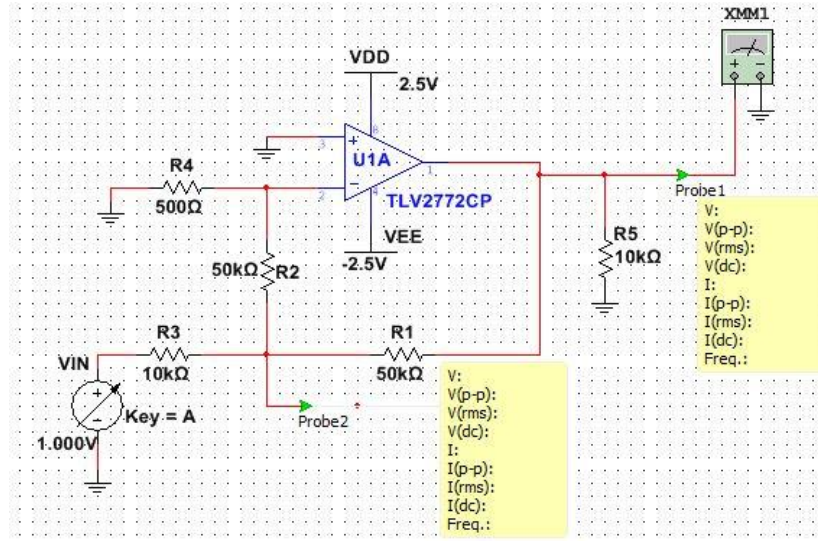 XMM1
VDD
2.5V
3
8
+
U1A
1
R4
500Ω
2
−
4
TLV2772CP
VEE
-2.5V
50kΩ R2
R5
10kΩ
Probe1
V:
V(p-p):
V(rms):
V(dc):
I:
I(p-p):
I(rms):
I(dc):
Freq.:
R3
10kΩ
R1
50kΩ
VIN
+
−
Key = A
1.000V
Probe2
V:
V(p-p):
V(rms):
V(dc):
I:
I(p-p):
I(rms):
I(dc):
Freq.: